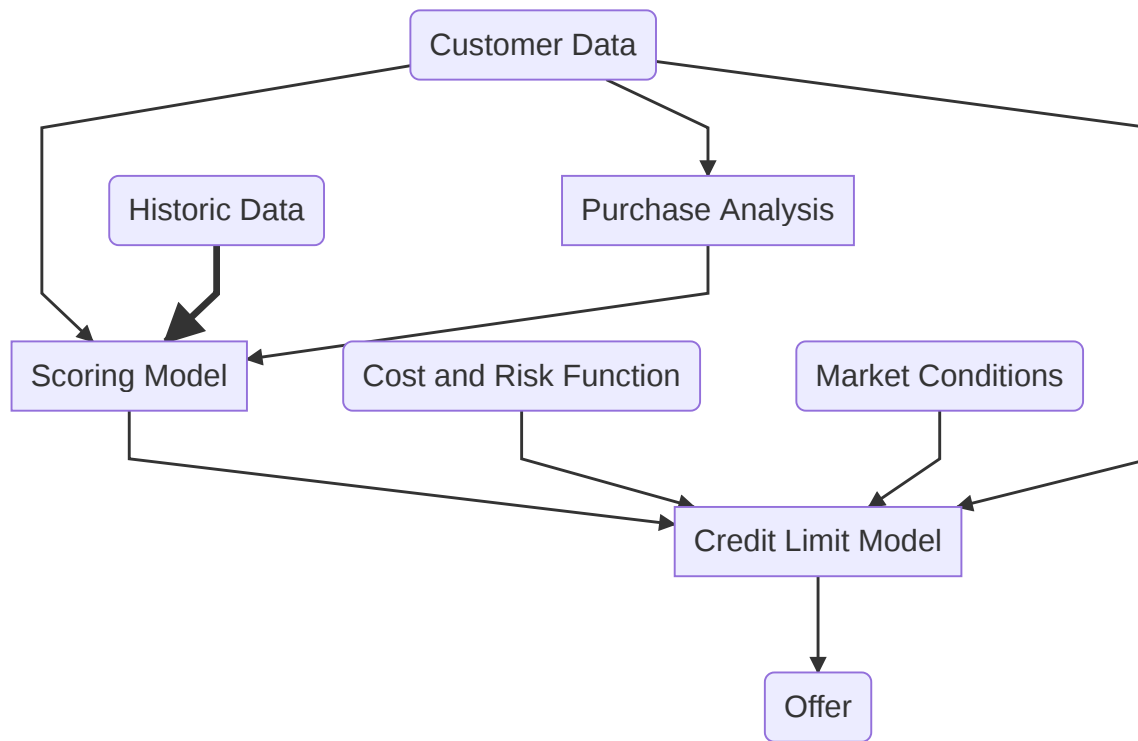 Customer Data
Historic Data
Purchase Analysis
Scoring Model
Cost and Risk Function
Market Conditions
Credit Limit Model
Offer